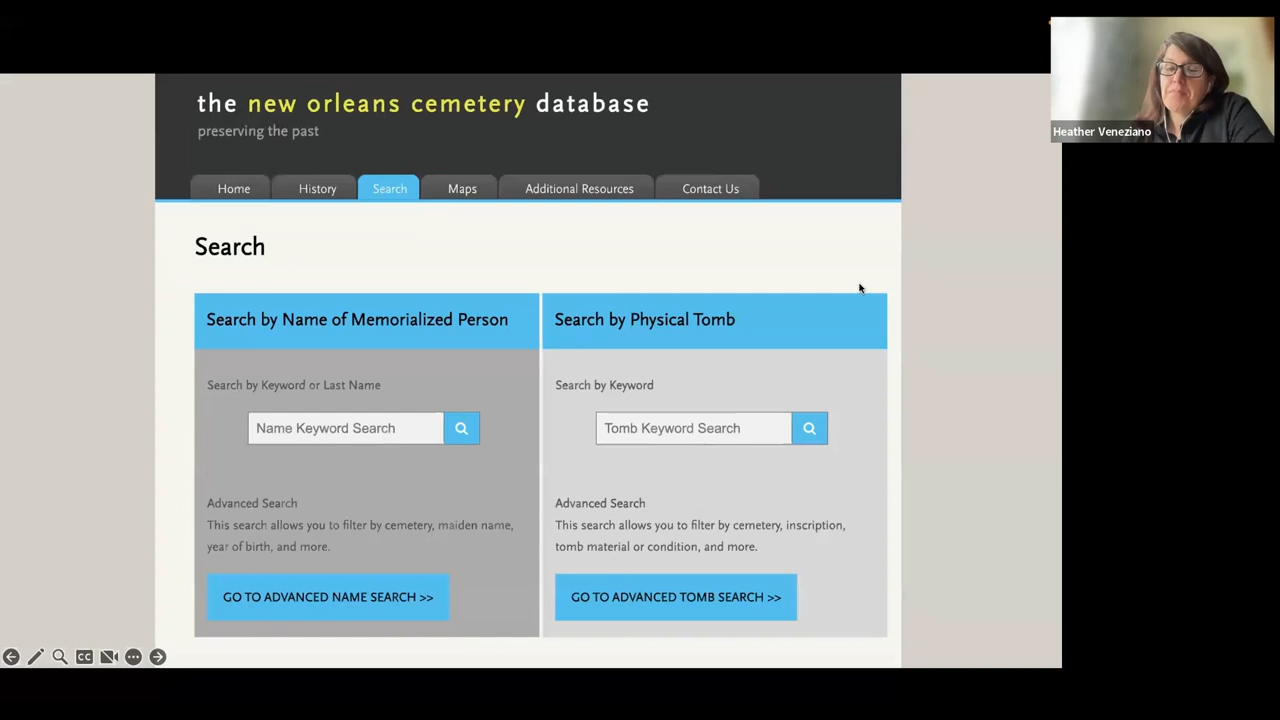 the new orleans cemetery database
preserving the past
Heather Veneziano
Home
History
Search
Maps
Additional Resources
Contact Us
Search
Search by Name of Memorialized Person
Search by Keyword or Last Name
Name Keyword Search
Advanced Search
This search allows you to filter by cemetery, maiden name,
year of birth, and more.
GO TO ADVANCED NAME SEARCH >>
Search by Physical Tomb
Search by Keyword
Tomb Keyword Search
Advanced Search
This search allows you to filter by cemetery, inscription,
tomb material or condition, and more.
GO TO ADVANCED TOMB SEARCH >>
CC